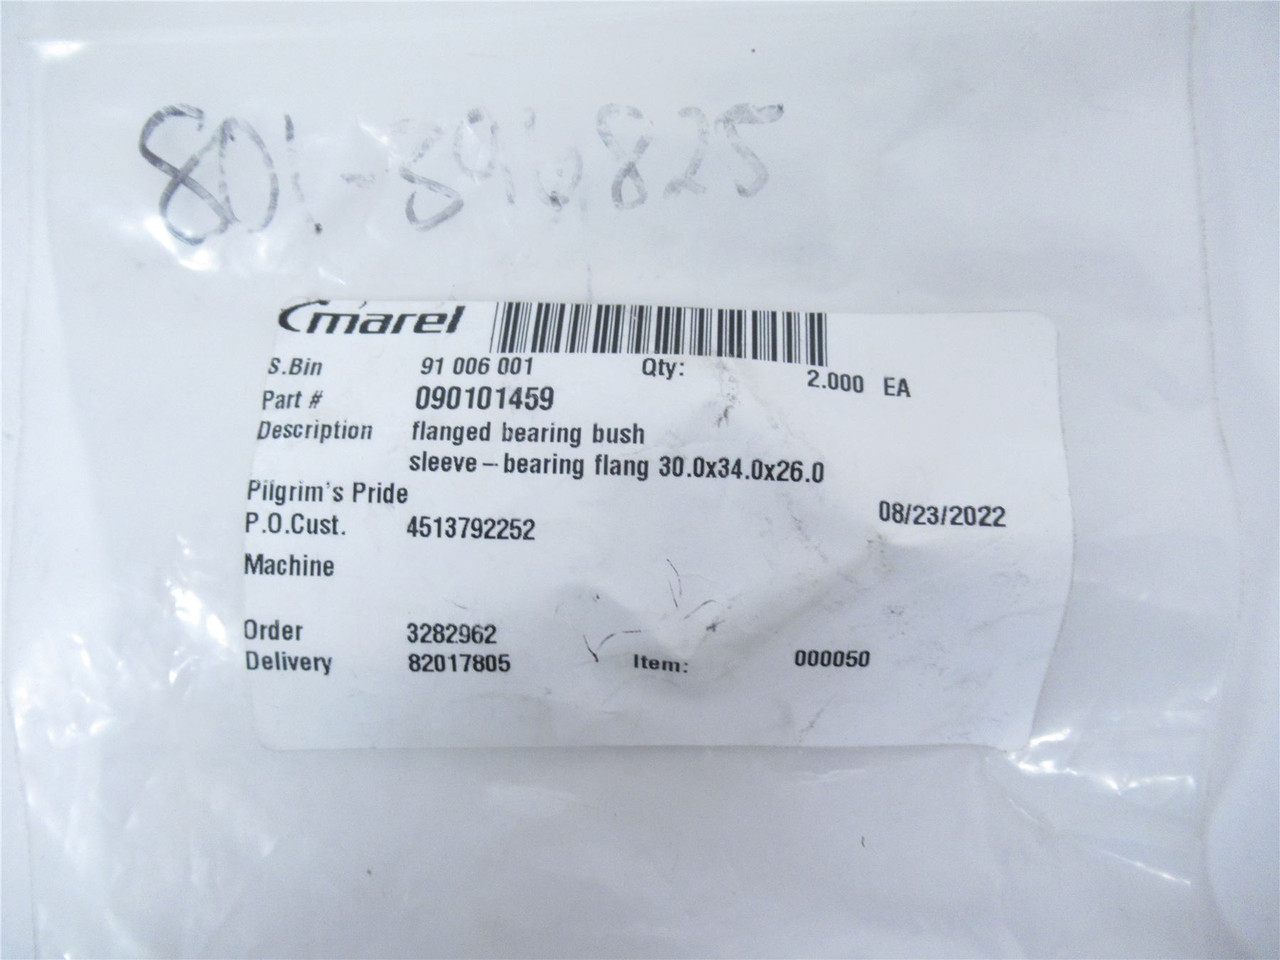 801-896825
marel
S.Bin 91 006 001 Qty: 2.000 EA
Part # 090101459
Description flanged bearing bush
sleeve - bearing flang 30.0x34.0x26.0
Pilgrim's Pride 08/23/2022
P.O.Cust. 4513792252
Machine
Order 3282962
Delivery 82017805 Item: 000050